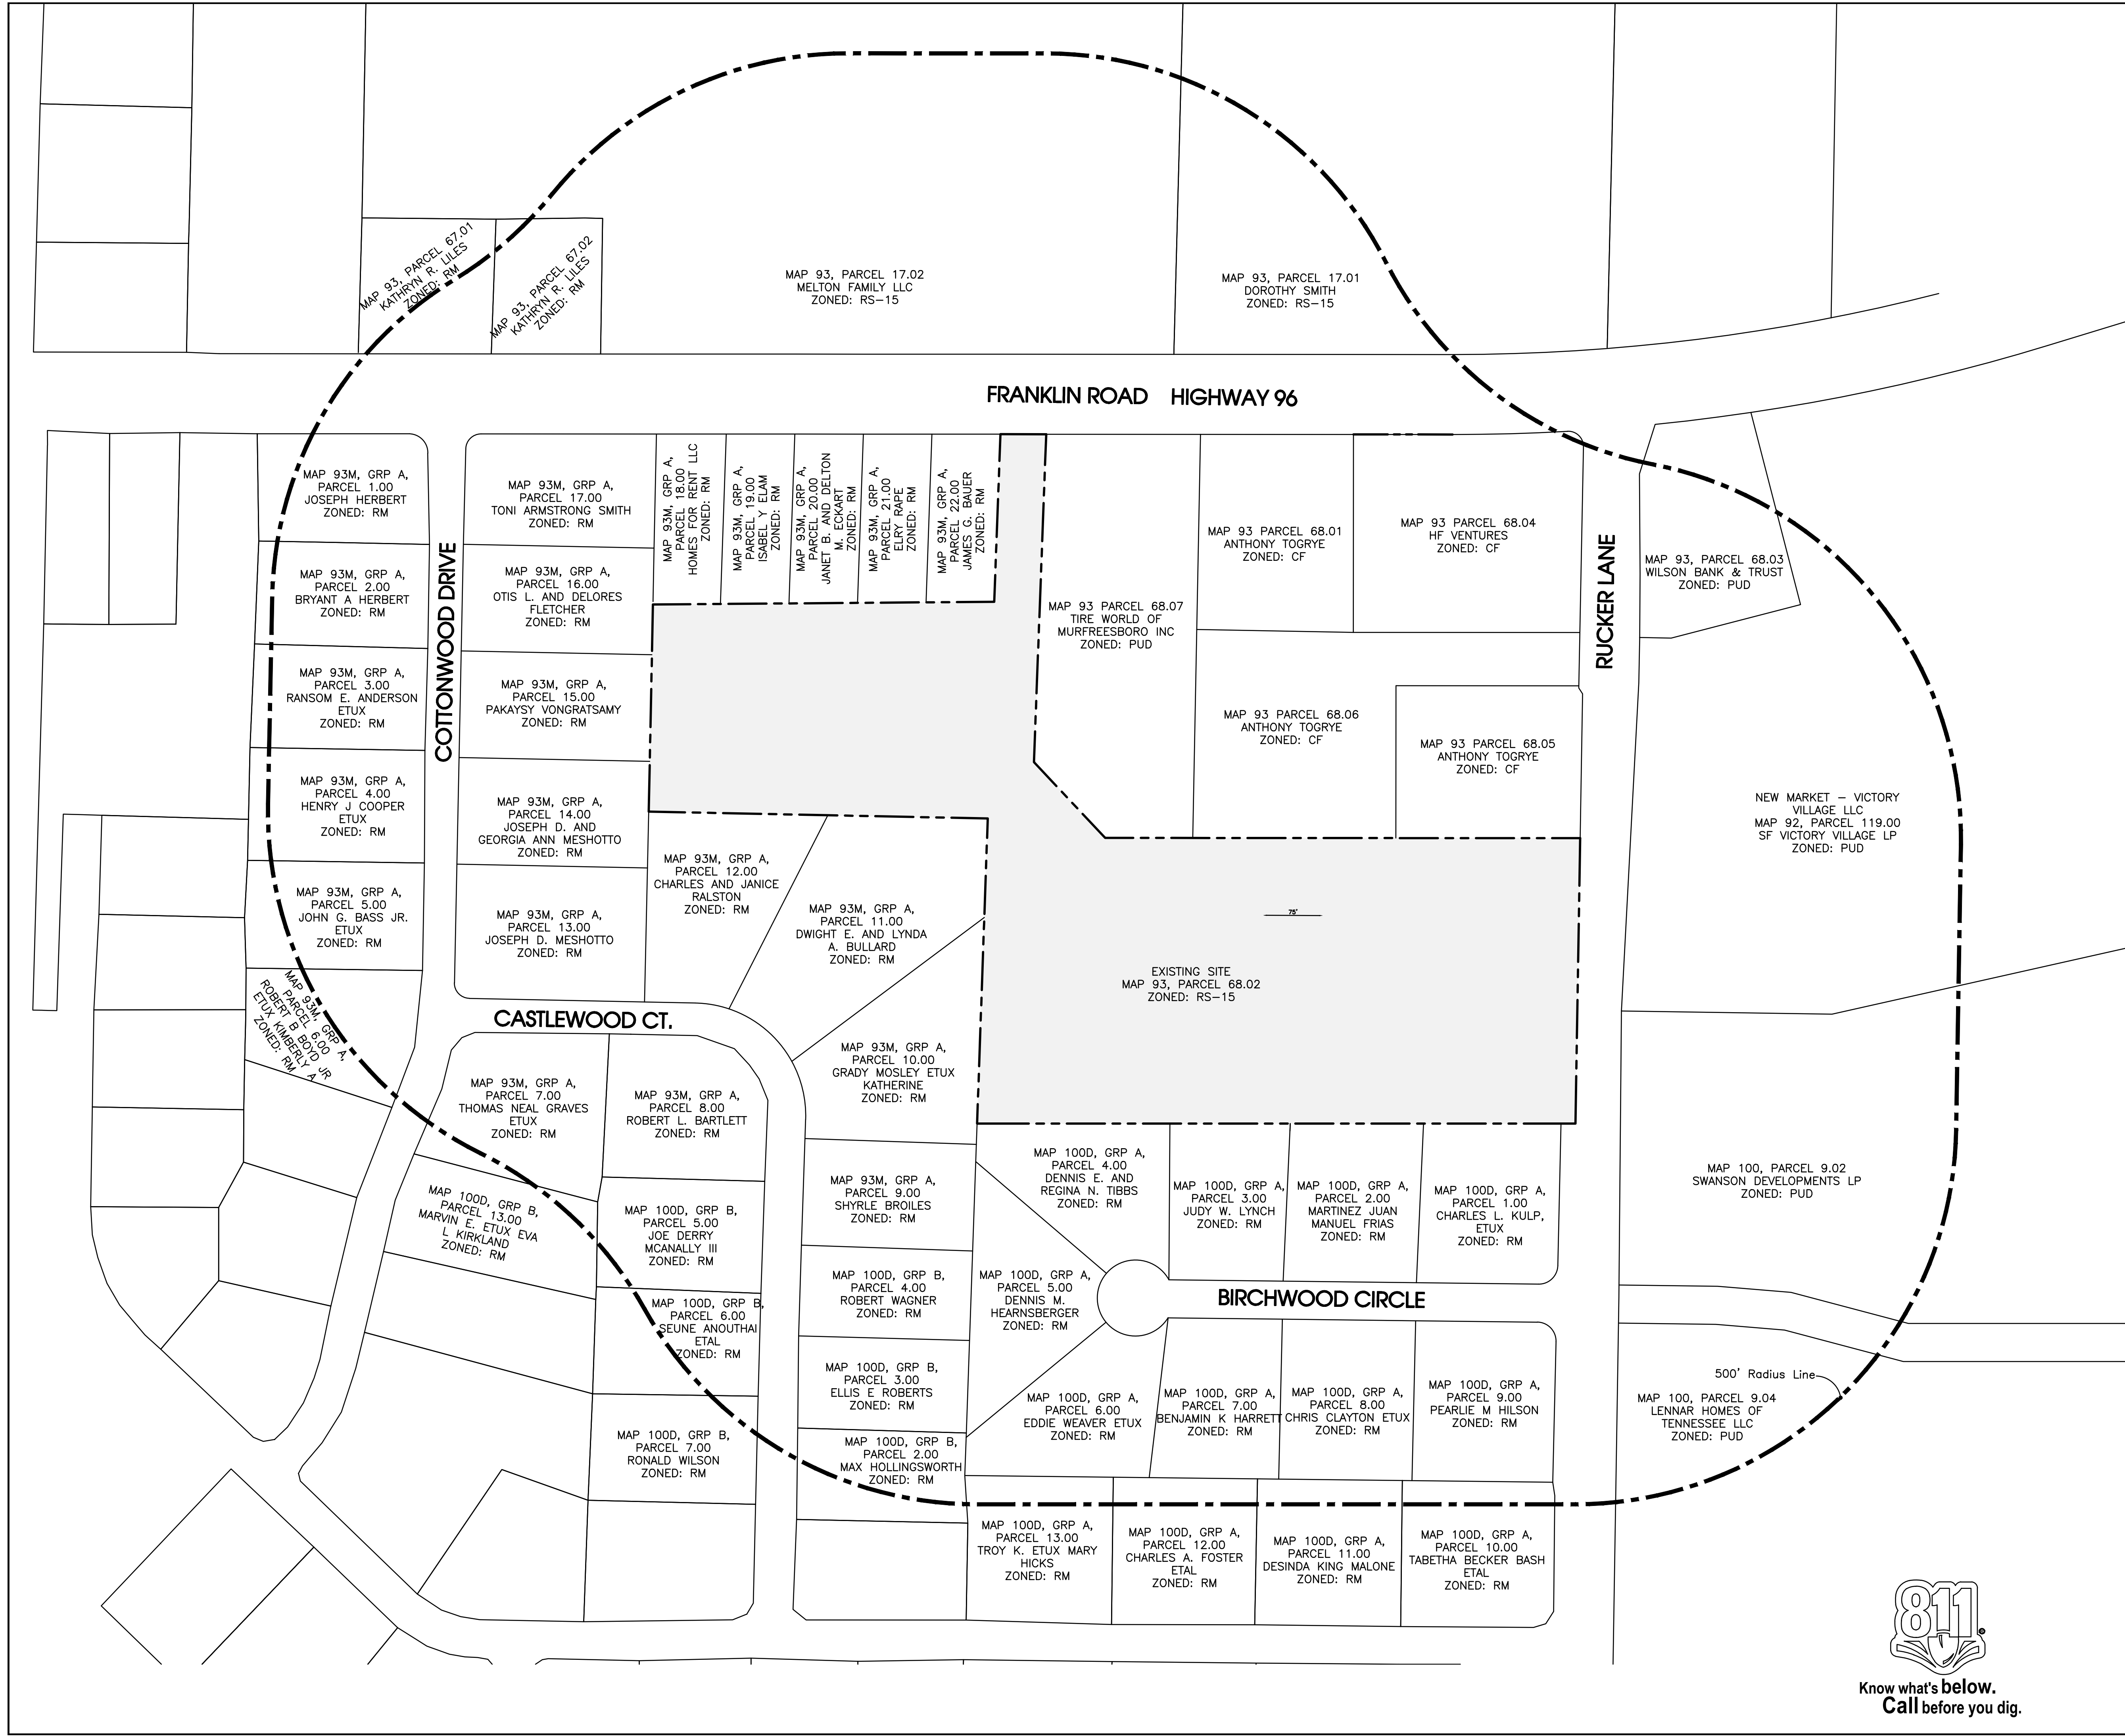 MAP 93, PARCEL 67.01
KATHRYN R. LILES
ZONED: RM
MAP 93, PARCEL 67.02
KATHRYN R. LILES
ZONED: RM
MAP 93, PARCEL 17.02
MELTON FAMILY LLC
ZONED: RS-15
MAP 93, PARCEL 17.01
DOROTHY SMITH
ZONED: RS-15
FRANKLIN ROAD HIGHWAY 96
MAP 93M, GRP A,
PARCEL 1.00
JOSEPH HERBERT
ZONED: RM
MAP 93M, GRP A,
PARCEL 2.00
BRYANT A HERBERT
ZONED: RM
MAP 93M, GRP A,
PARCEL 3.00
RANSOM E. ANDERSON
ETUX
ZONED: RM
MAP 93M, GRP A,
PARCEL 4.00
HENRY J COOPER
ETUX
ZONED: RM
MAP 93M, GRP A,
PARCEL 5.00
JOHN G. BASS JR.
ETUX
ZONED: RM
MAP 93M, GRP A,
PARCEL 6.00
ROBERT B BOYD JR
ETUX KIMBERLY A
ZONED: RM
COTTONWOOD DRIVE
MAP 93M, GRP A,
PARCEL 17.00
TONI ARMSTRONG SMITH
ZONED: RM
MAP 93M, GRP A,
PARCEL 16.00
OTIS L. AND DELORES
FLETCHER
ZONED: RM
MAP 93M, GRP A,
PARCEL 15.00
PAKAYSY VONGRATSAMY
ZONED: RM
MAP 93M, GRP A,
PARCEL 14.00
JOSEPH D. AND
GEORGIA ANN MESHOTTO
ZONED: RM
MAP 93M, GRP A,
PARCEL 13.00
JOSEPH D. MESHOTTO
ZONED: RM
MAP 93M, GRP A,
PARCEL 18.00
HOMES FOR RENT LLC
ZONED: RM
MAP 93M, GRP A,
PARCEL 19.00
ISABEL Y ELAM
ZONED: RM
MAP 93M, GRP A,
PARCEL 20.00
JANET B. AND DELTON
M. ECKART
ZONED: RM
MAP 93M, GRP A,
PARCEL 21.00
ELRY RAPE
ZONED: RM
MAP 93M, GRP A,
PARCEL 22.00
JAMES G. BAUER
ZONED: RM
MAP 93 PARCEL 68.07
TIRE WORLD OF
MURFREESBORO INC
ZONED: PUD
MAP 93 PARCEL 68.01
ANTHONY TOGRYE
ZONED: CF
MAP 93 PARCEL 68.04
HF VENTURES
ZONED: CF
MAP 93 PARCEL 68.06
ANTHONY TOGRYE
ZONED: CF
MAP 93 PARCEL 68.05
ANTHONY TOGRYE
ZONED: CF
RUCKER LANE
MAP 93, PARCEL 68.03
WILSON BANK & TRUST
ZONED: PUD
NEW MARKET - VICTORY
VILLAGE LLC
MAP 92, PARCEL 119.00
SF VICTORY VILLAGE LP
ZONED: PUD
MAP 93M, GRP A,
PARCEL 12.00
CHARLES AND JANICE
RALSTON
ZONED: RM
MAP 93M, GRP A,
PARCEL 11.00
DWIGHT E. AND LYNDA
A. BULLARD
ZONED: RM
75'
EXISTING SITE
MAP 93, PARCEL 68.02
ZONED: RS-15
CASTLEWOOD CT.
MAP 93M, GRP A,
PARCEL 10.00
GRADY MOSLEY ETUX
KATHERINE
ZONED: RM
MAP 93M, GRP A,
PARCEL 7.00
THOMAS NEAL GRAVES
ETUX
ZONED: RM
MAP 93M, GRP A,
PARCEL 8.00
ROBERT L. BARTLETT
ZONED: RM
MAP 93M, GRP A,
PARCEL 9.00
SHYRLE BROILES
ZONED: RM
MAP 100D, GRP B,
PARCEL 13.00
MARVIN E. ETUX EVA
L KIRKLAND
ZONED: RM
MAP 100D, GRP B,
PARCEL 5.00
JOE DERRY
MCANALLY III
ZONED: RM
MAP 100D, GRP B,
PARCEL 6.00
SEUNE ANOUTHAI
ETAL
ZONED: RM
MAP 100D, GRP B,
PARCEL 7.00
RONALD WILSON
ZONED: RM
MAP 100D, GRP B,
PARCEL 4.00
ROBERT WAGNER
ZONED: RM
MAP 100D, GRP B,
PARCEL 3.00
ELLIS E ROBERTS
ZONED: RM
MAP 100D, GRP B,
PARCEL 2.00
MAX HOLLINGSWORTH
ZONED: RM
MAP 100D, GRP A,
PARCEL 4.00
DENNIS E. AND
REGINA N. TIBBS
ZONED: RM
MAP 100D, GRP A,
PARCEL 3.00
JUDY W. LYNCH
ZONED: RM
MAP 100D, GRP A,
PARCEL 2.00
MARTINEZ JUAN
MANUEL FRIAS
ZONED: RM
MAP 100D, GRP A,
PARCEL 1.00
CHARLES L. KULP,
ETUX
ZONED: RM
MAP 100D, GRP A,
PARCEL 5.00
DENNIS M.
HEARNSBERGER
ZONED: RM
BIRCHWOOD CIRCLE
MAP 100D, GRP A,
PARCEL 6.00
EDDIE WEAVER ETUX
ZONED: RM
MAP 100D, GRP A,
PARCEL 7.00
BENJAMIN K HARRETT
ZONED: RM
MAP 100D, GRP A,
PARCEL 8.00
CHRIS CLAYTON ETUX
ZONED: RM
MAP 100D, GRP A,
PARCEL 9.00
PEARLIE M HILSON
ZONED: RM
MAP 100, PARCEL 9.02
SWANSON DEVELOPMENTS LP
ZONED: PUD
500' Radius Line
MAP 100, PARCEL 9.04
LENNAR HOMES OF
TENNESSEE LLC
ZONED: PUD
MAP 100D, GRP A,
PARCEL 13.00
TROY K. ETUX MARY
HICKS
ZONED: RM
MAP 100D, GRP A,
PARCEL 12.00
CHARLES A. FOSTER
ETAL
ZONED: RM
MAP 100D, GRP A,
PARCEL 11.00
DESINDA KING MALONE
ZONED: RM
MAP 100D, GRP A,
PARCEL 10.00
TABETHA BECKER BASH
ETAL
ZONED: RM
811®
Know what's below.
Call before you dig.